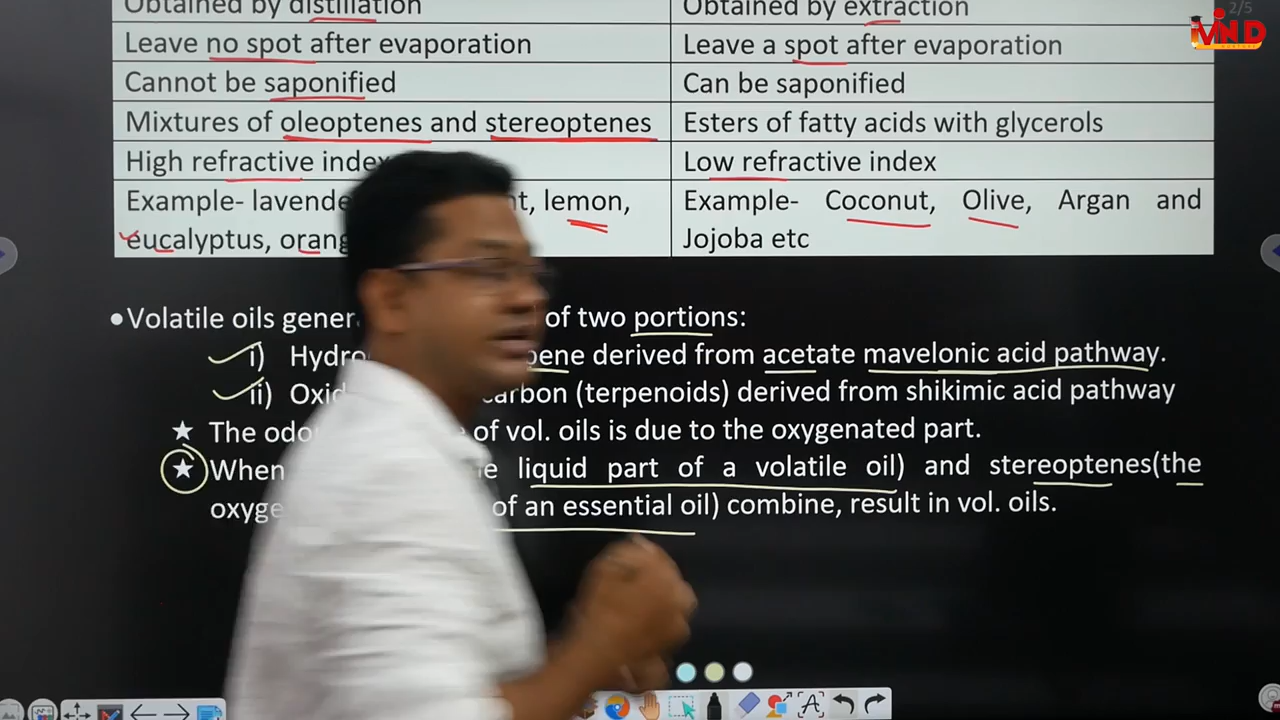 Obtained by distillation
Obtained by extraction
2/5
Leave no spot after evaporation
Leave a spot after evaporation
MIND
Cannot be saponified
Can be saponified
Mixtures of oleoptenes and stereoptenes
Esters of fatty acids with glycerols
High refractive index
Low refractive index
Example- lavende nt, lemon,
eucalyptus, orang
Example- Coconut, Olive, Argan and
Jojoba etc
•Volatile oils gener of two portions:
i) Hydro pene derived from acetate mavelonic acid pathway.
ii) Oxid carbon (terpenoids) derived from shikimic acid pathway
★ The odo of vol. oils is due to the oxygenated part.
★ When liquid part of a volatile oil) and stereoptenes(the
oxyge of an essential oil) combine, result in vol. oils.
A